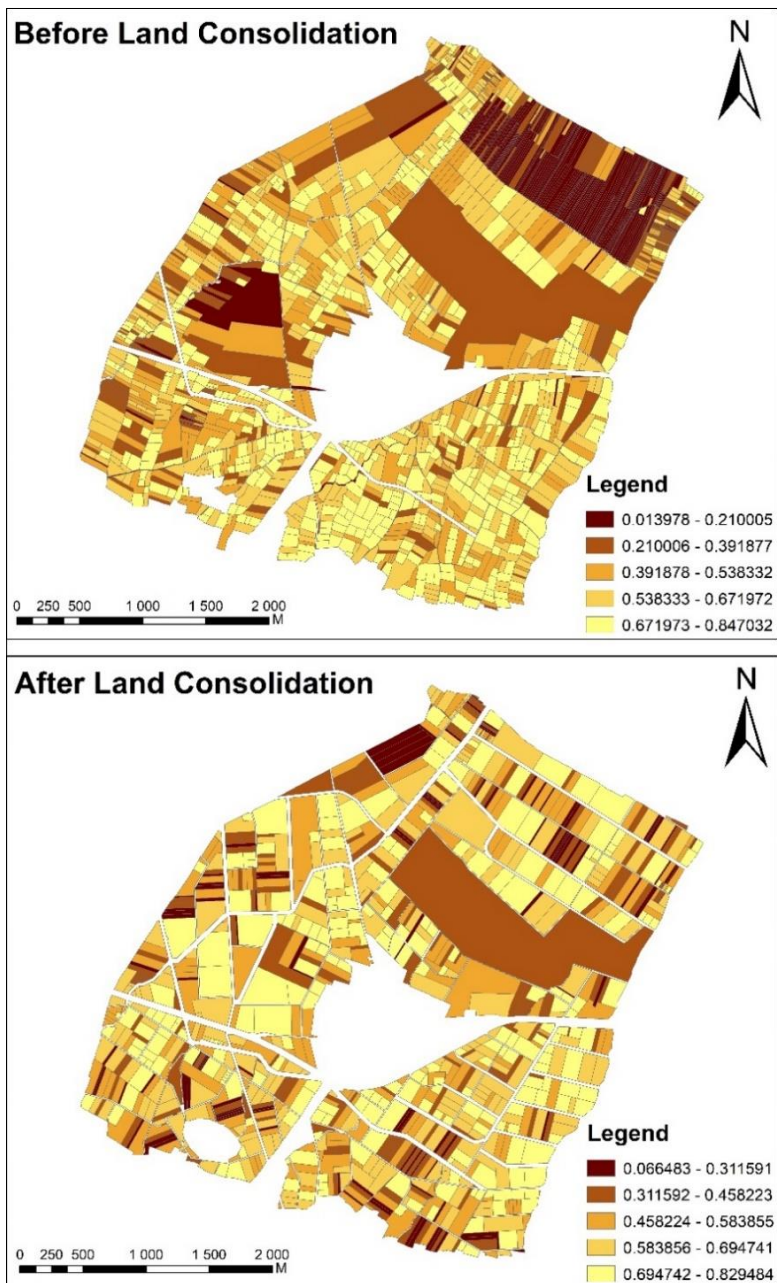 Before Land Consolidation
N
Legend
0.013978 - 0.210005
0.210006 - 0.391877
0.391878 - 0.538332
0.538333 - 0.671972
0.671973 - 0.847032
0 250 500 1 000 1 500 2 000
M
After Land Consolidation
N
Legend
0.066483 - 0.311591
0.311592 - 0.458223
0.458224 - 0.583855
0.583856 - 0.694741
0.694742 - 0.829484
0 250 500 1 000 1 500 2 000
M